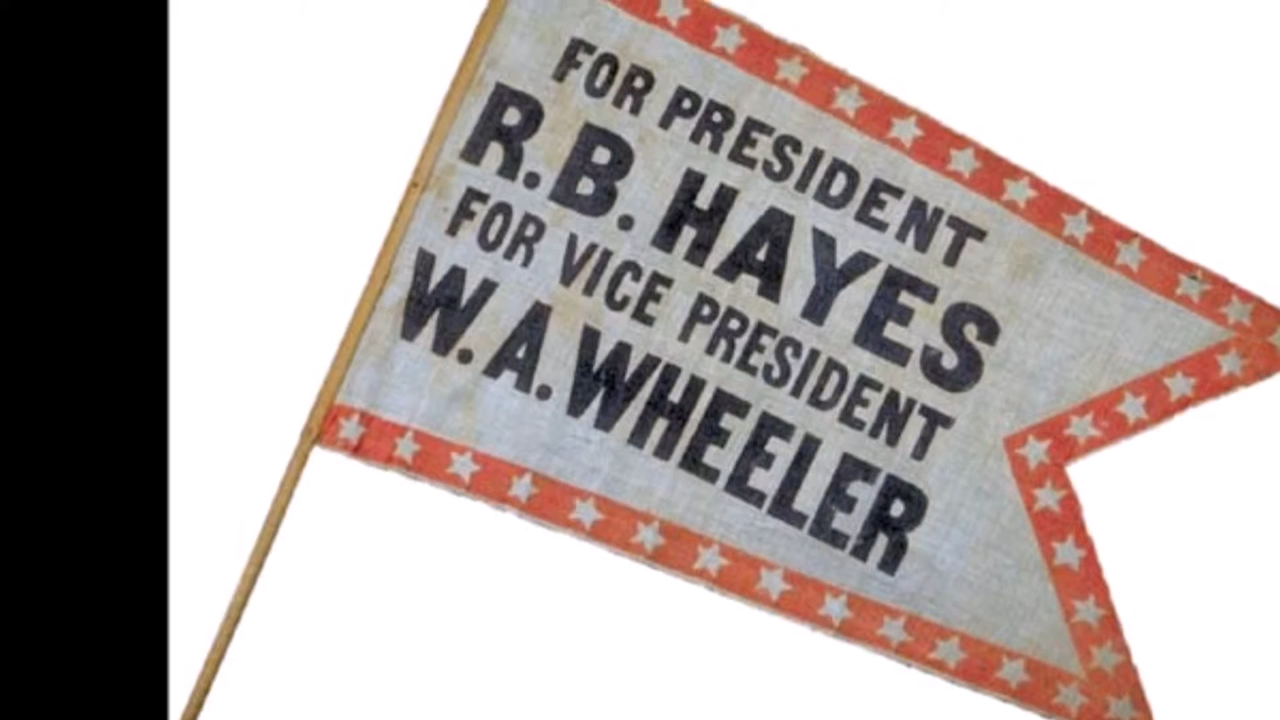 FOR PRESIDENT
R.B. HAYES
FOR VICE PRESIDENT
W.A. WHEELER